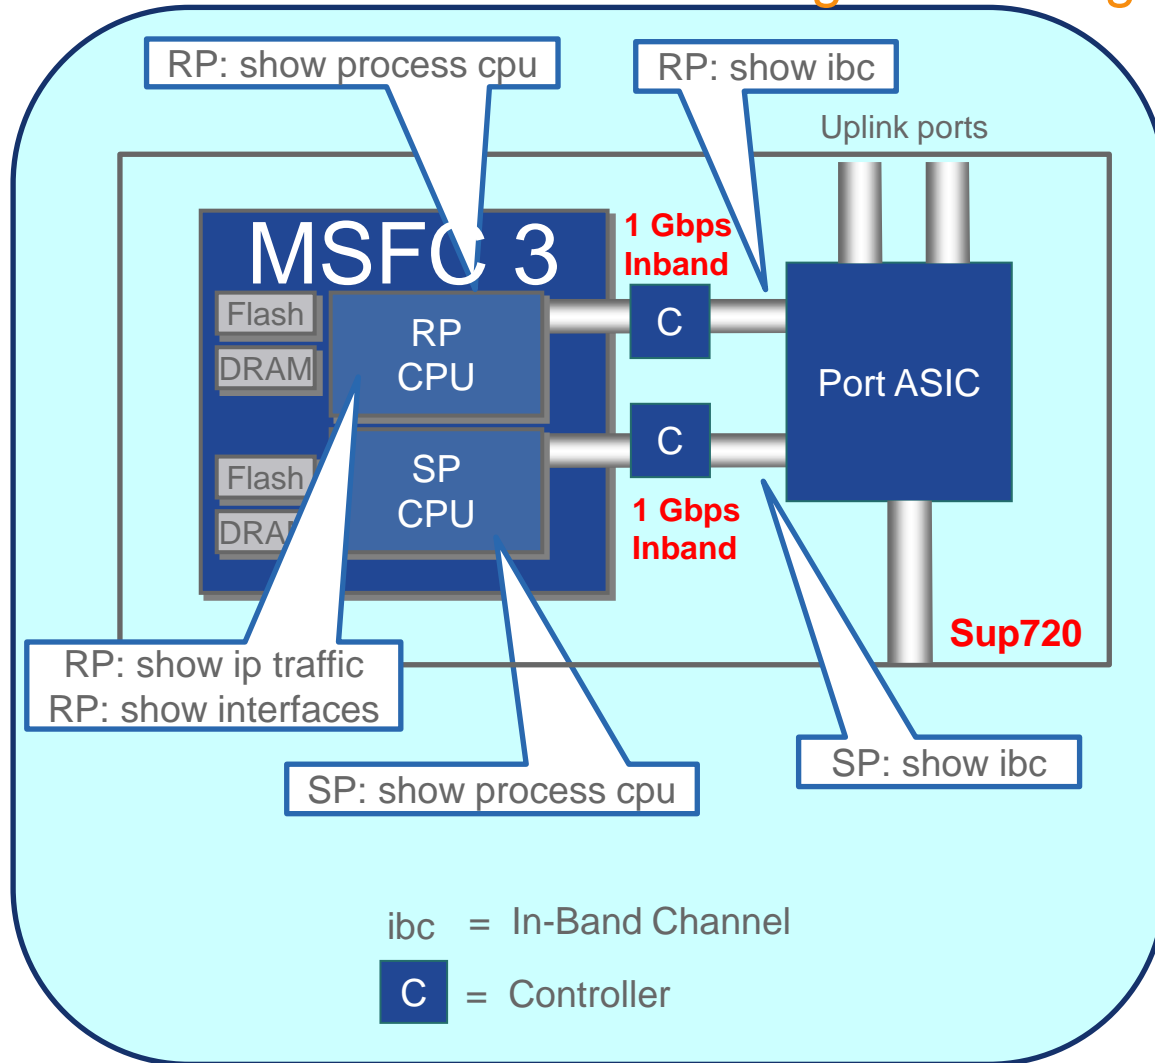 RP: show process cpu
RP: show ibc
Uplink ports
MSFC 3
1 Gbps
Inband
Flash
DRAM
RP
CPU
C
Port ASIC
Flash
SP
CPU
C
1 Gbps
Inband
Sup720
RP: show ip traffic
RP: show interfaces
SP: show ibc
SP: show process cpu
ibc = In-Band Channel
C = Controller